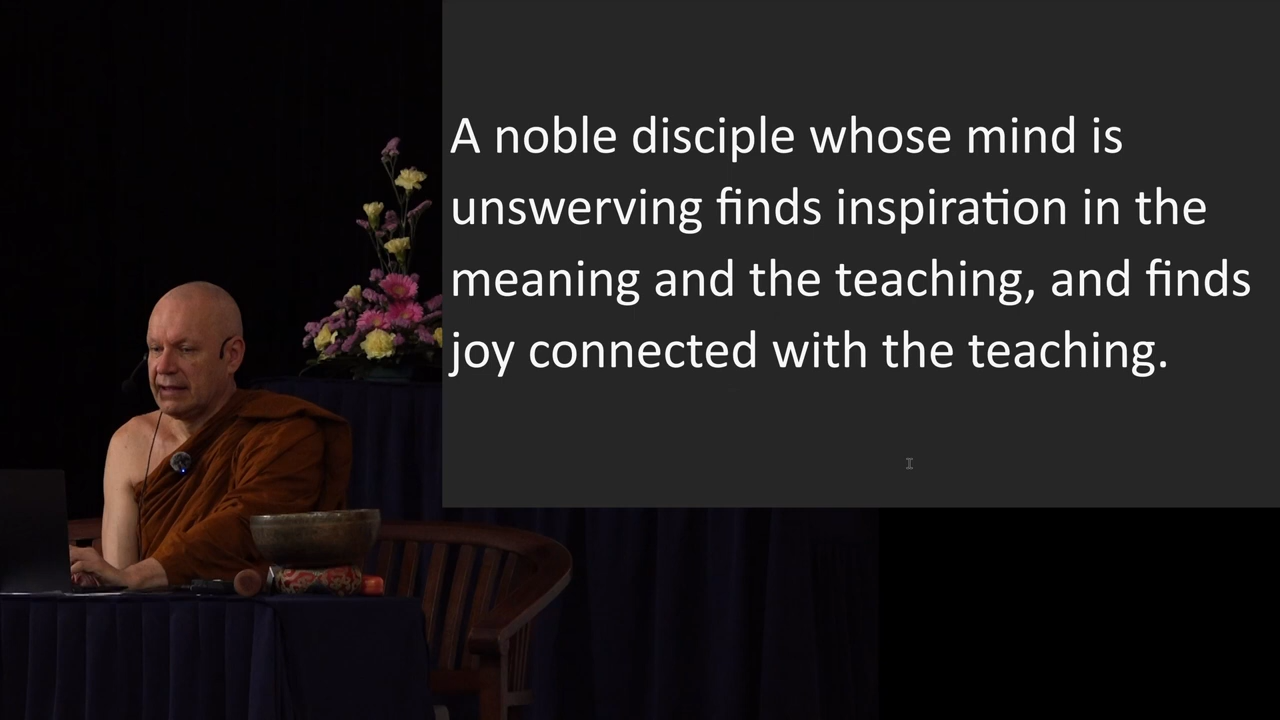 A noble disciple whose mind is
unswerving finds inspiration in the
meaning and the teaching, and finds
joy connected with the teaching.